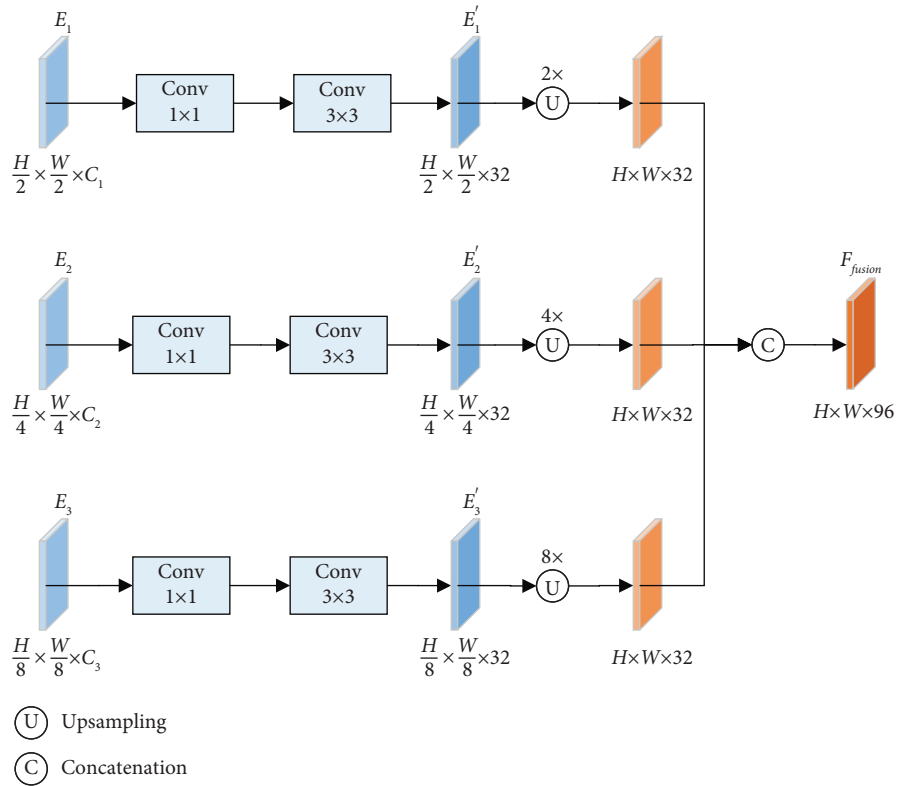 E₁
E₁′
2×
Conv
1×1
Conv
3×3
U
H/2 × W/2 ×C₁
H/2 × W/2 ×32
H×W×32
E₂
E₂′
F_fusion
4×
Conv
1×1
Conv
3×3
U
C
H/4 × W/4 ×C₂
H/4 × W/4 ×32
H×W×32
H×W×96
E₃
E₃′
8×
Conv
1×1
Conv
3×3
U
H/8 × W/8 ×C₃
H/8 × W/8 ×32
H×W×32
U Upsampling
C Concatenation